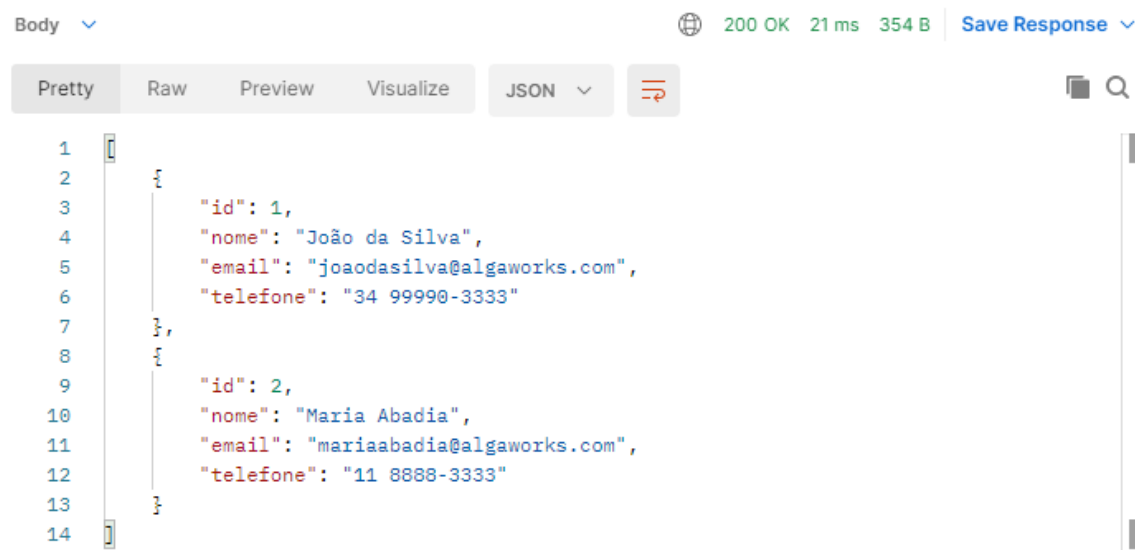 Body 200 OK 21 ms 354 B Save Response
Pretty Raw Preview Visualize JSON
1 [
2 {
3 "id": 1,
4 "nome": "João da Silva",
5 "email": "joaodasilva@algaworks.com",
6 "telefone": "34 99990-3333"
7 },
8 {
9 "id": 2,
10 "nome": "Maria Abadia",
11 "email": "mariaabadia@algaworks.com",
12 "telefone": "11 8888-3333"
13 }
14 ]